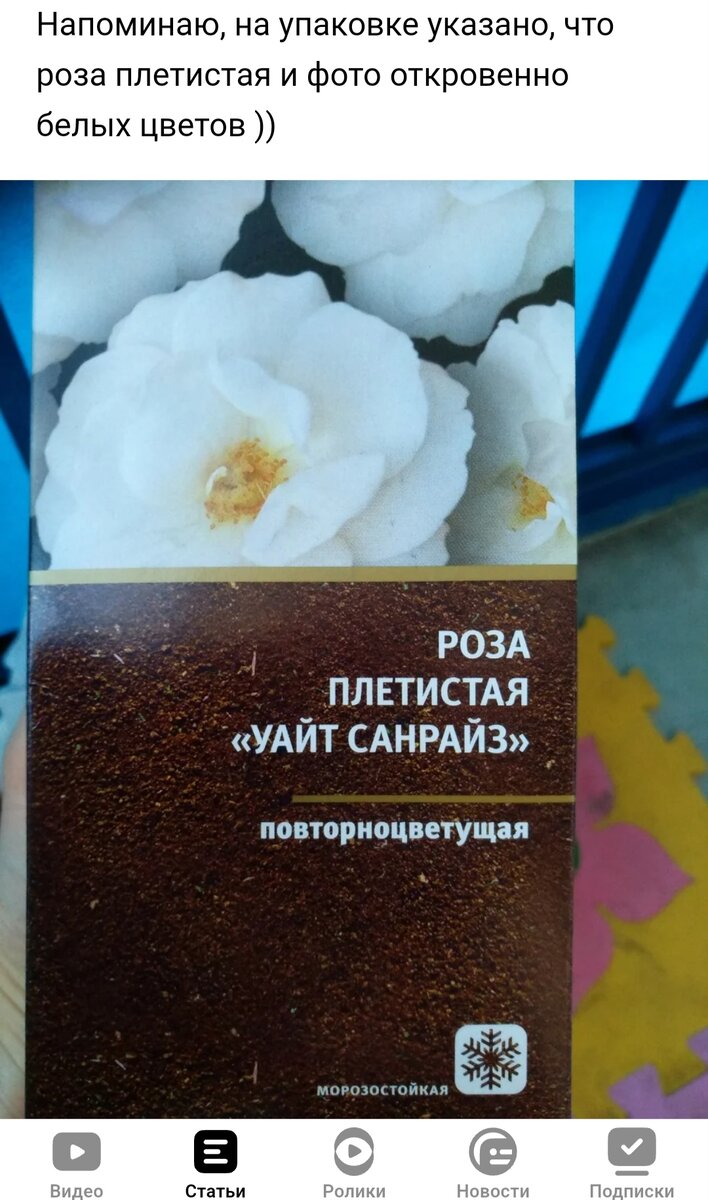 Напоминаю, на упаковке указано, что
роза плетистая и фото откровенно
белых цветов ))
РОЗА
ПЛЕТИСТАЯ
«УАЙТ САНРАЙЗ»
повторноцветущая
МОРОЗОСТОЙКАЯ
Видео
Статьи
Ролики
Новости
Подписки